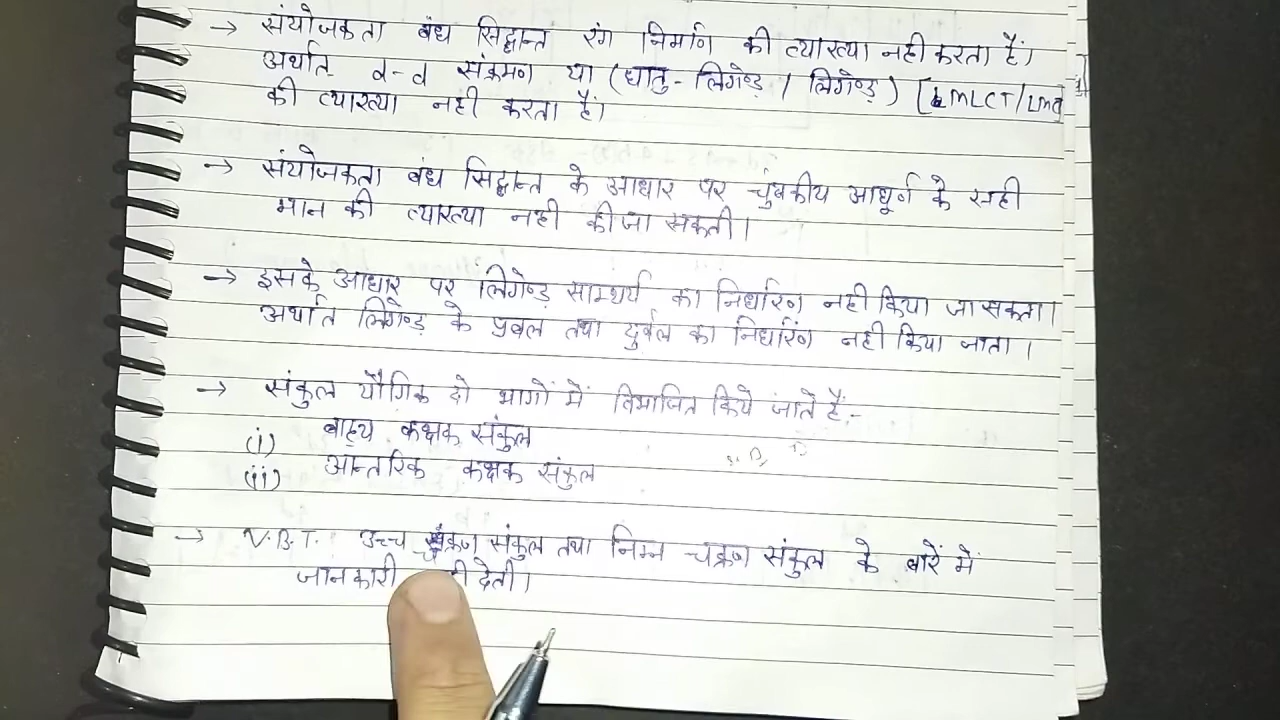 → संयोजकता बंध सिद्धान्त रंग निर्माण की व्याख्या नही करता हैं।
अर्थात d-d संक्रमण या (धातु - लिगेण्ड़ / लिगेण्ड़) [MLCT/LM
की व्याख्या नही करता हैं।
→ संयोजकता बंध सिद्धान्त के आधार पर चुंबकीय आधूर्ण के सही
मान की व्याख्या नही की जा सकती।
→ इसके आधार पर लिगेण्ड़ सामर्थ्य का निर्धारण नही किया जा सकता।
अर्थात लिगेण्ड़ के प्रबल तथा दुर्बल का निर्धारण नही किया जाता।
→ संकुल यौगिक दो भागों में विभाजित किये जाते हैं-
(i) बाह्य कक्षक संकुल
(ii) आन्तरिक कक्षक संकुल
→ V.B.T. उच्च चक्रण संकुल तथा निम्न चक्रण संकुल के बारें में
जानकारी देती।